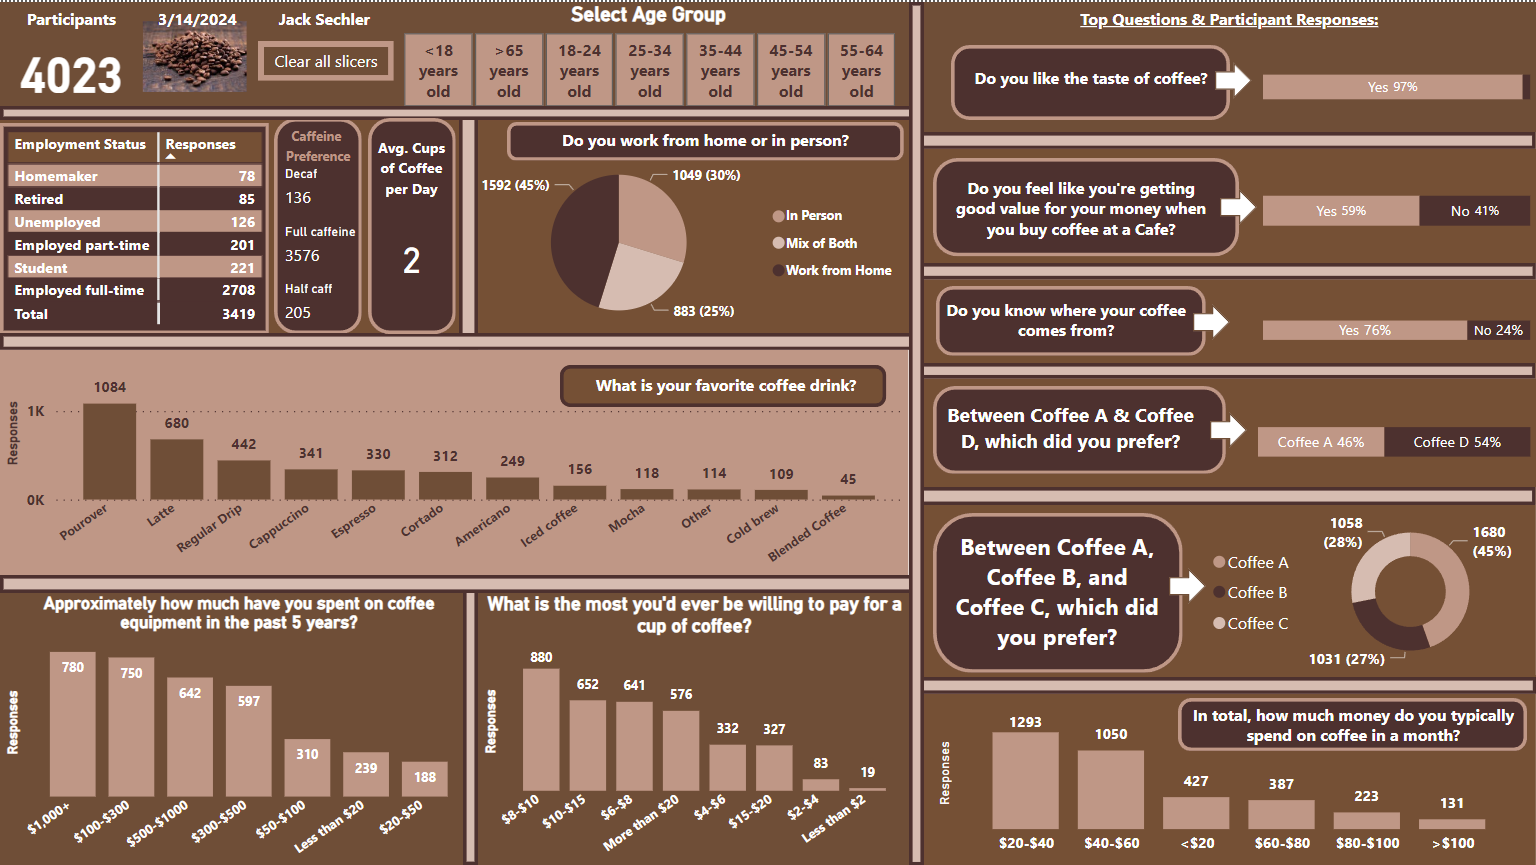 Participants
4023
3/14/2024
Jack Sechler
Clear all slicers
Select Age Group
<18
years
old
>65
years
old
18-24
years
old
25-34
years
old
35-44
years
old
45-54
years
old
55-64
years
old
Employment Status Responses
Homemaker 78
Retired 85
Unemployed 126
Employed part-time 201
Student 221
Employed full-time 2708
Total 3419
Caffeine
Preference
Decaf
136
Full caffeine
3576
Half caff
205
Avg. Cups
of Coffee
per Day
2
Do you work from home or in person?
1592 (45%)
1049 (30%)
883 (25%)
In Person
Mix of Both
Work from Home
What is your favorite coffee drink?
Responses
1K
0K
1084
680
442
341
330
312
249
156
118
114
109
45
Pourover
Latte
Regular Drip
Cappuccino
Espresso
Cortado
Americano
Iced coffee
Mocha
Other
Cold brew
Blended Coffee
Approximately how much have you spent on coffee
equipment in the past 5 years?
Responses
780
750
642
597
310
239
188
$1,000+
$100-$300
$500-$1000
$300-$500
$50-$100
Less than $20
$20-$50
What is the most you'd ever be willing to pay for a
cup of coffee?
Responses
880
652
641
576
332
327
83
19
$8-$10
$10-$15
$6-$8
More than $20
$4-$6
$15-$20
$2-$4
Less than $2
Top Questions & Participant Responses:
Do you like the taste of coffee?
Yes 97%
Do you feel like you're getting
good value for your money when
you buy coffee at a Cafe?
Yes 59%
No 41%
Do you know where your coffee
comes from?
Yes 76%
No 24%
Between Coffee A & Coffee
D, which did you prefer?
Coffee A 46%
Coffee D 54%
Between Coffee A,
Coffee B, and
Coffee C, which did
you prefer?
Coffee A
Coffee B
Coffee C
1058
(28%)
1680
(45%)
1031 (27%)
In total, how much money do you typically
spend on coffee in a month?
Responses
1293
1050
427
387
223
131
$20-$40
$40-$60
<$20
$60-$80
$80-$100
>$100